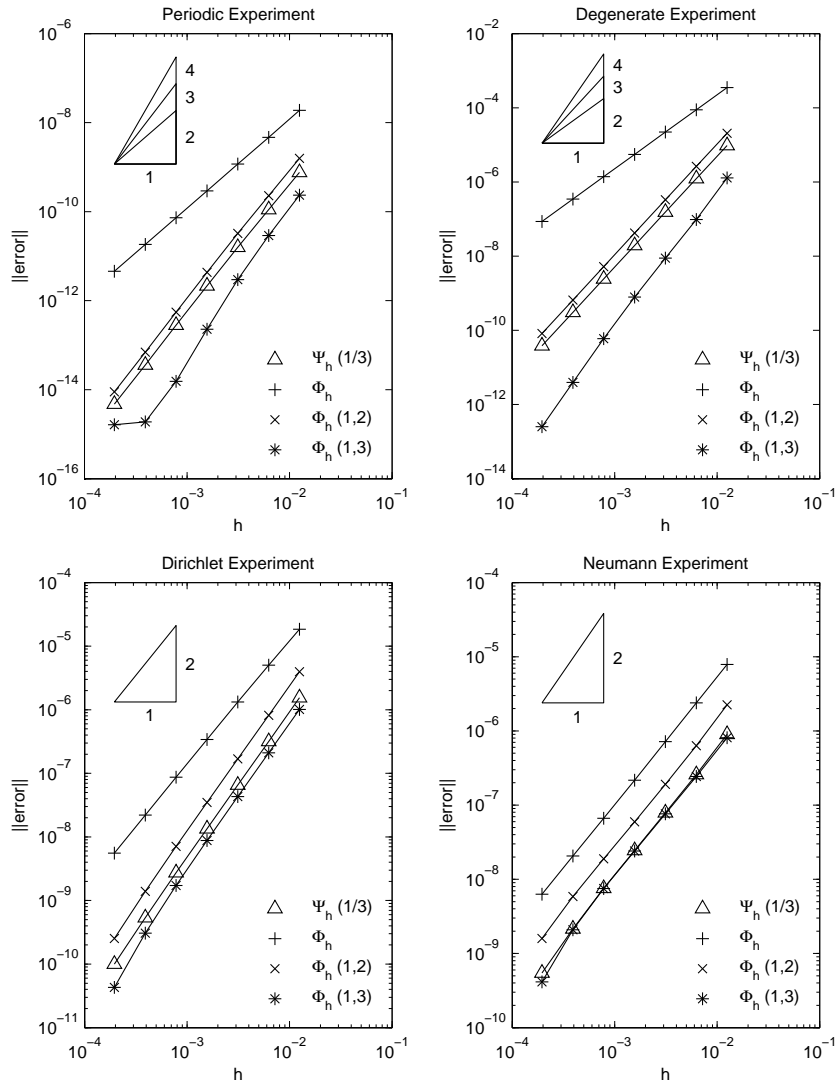 Periodic Experiment
10^-6
10^-8
10^-10
10^-12
10^-14
10^-16
||error||
4
3
2
1
Ψ_h (1/3)
Φ_h
Φ_h (1,2)
Φ_h (1,3)
10^-4
10^-3
10^-2
10^-1
h
Degenerate Experiment
10^-2
10^-4
10^-6
10^-8
10^-10
10^-12
10^-14
||error||
4
3
2
1
Ψ_h (1/3)
Φ_h
Φ_h (1,2)
Φ_h (1,3)
10^-4
10^-3
10^-2
10^-1
h
Dirichlet Experiment
10^-4
10^-5
10^-6
10^-7
10^-8
10^-9
10^-10
10^-11
||error||
2
1
Ψ_h (1/3)
Φ_h
Φ_h (1,2)
Φ_h (1,3)
10^-4
10^-3
10^-2
10^-1
h
Neumann Experiment
10^-4
10^-5
10^-6
10^-7
10^-8
10^-9
10^-10
||error||
2
1
Ψ_h (1/3)
Φ_h
Φ_h (1,2)
Φ_h (1,3)
10^-4
10^-3
10^-2
10^-1
h